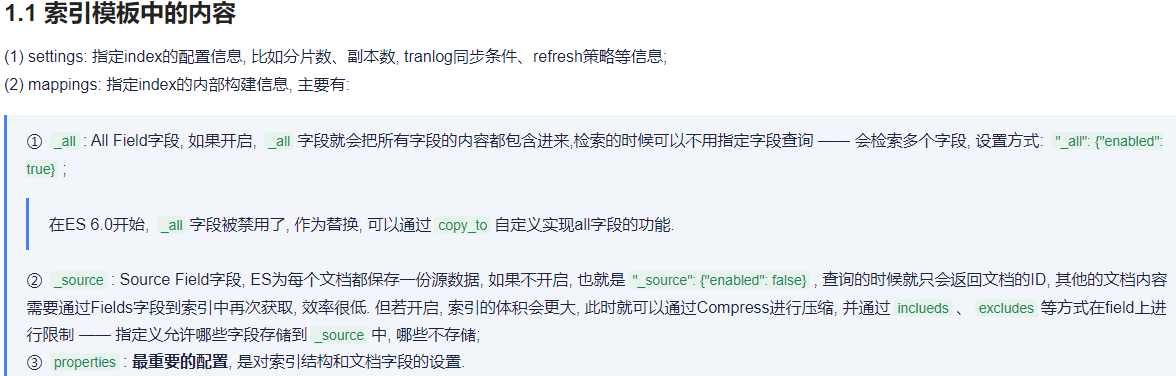 1.1 索引模板中的内容
(1) settings: 指定index的配置信息, 比如分片数、副本数, tranlog同步条件、refresh策略等信息;
(2) mappings: 指定index的内部构建信息, 主要有:
① _all : All Field字段, 如果开启, _all 字段就会把所有字段的内容都包含进来,检索的时候可以不用指定字段查询 —— 会检索多个字段, 设置方式: "_all": {"enabled":
true} ;
在ES 6.0开始, _all 字段被禁用了, 作为替换, 可以通过 copy_to 自定义实现all字段的功能.
② _source : Source Field字段, ES为每个文档都保存一份源数据, 如果不开启, 也就是 "_source": {"enabled": false} , 查询的时候就只会返回文档的ID, 其他的文档内容
需要通过Fields字段到索引中再次获取, 效率很低. 但若开启, 索引的体积会更大, 此时就可以通过Compress进行压缩, 并通过 inclueds 、 excludes 等方式在field上进
行限制 —— 指定义允许哪些字段存储到 _source 中, 哪些不存储;
③ properties : 最重要的配置, 是对索引结构和文档字段的设置.